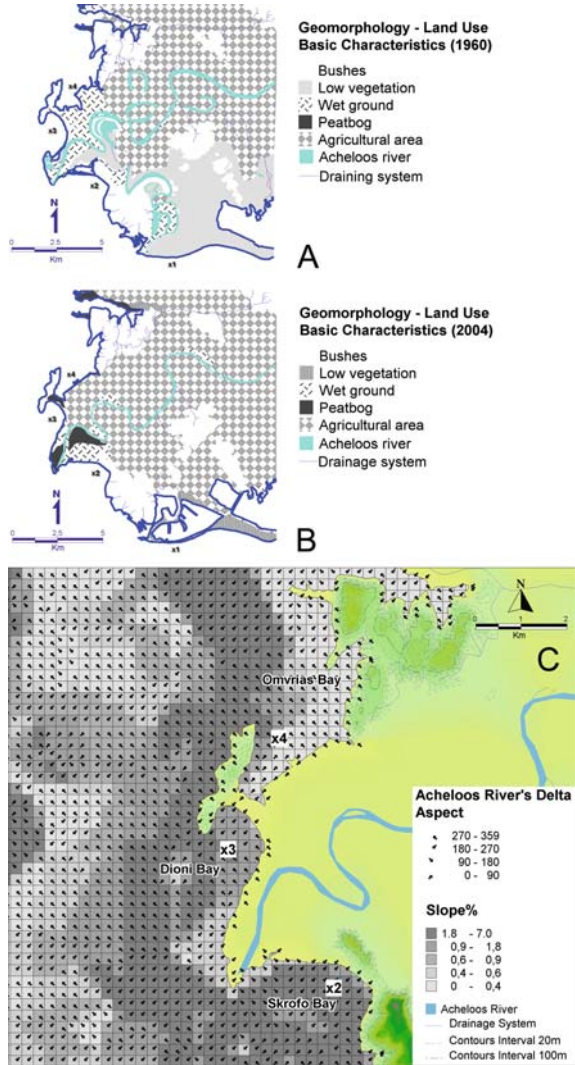 Geomorphology - Land Use
Basic Characteristics (1960)
Bushes
Low vegetation
Wet ground
Peatbog
Agricultural area
Acheloos river
Draining system
x4
x3
x2
x1
N
0 2.5 5
Km
A
Geomorphology - Land Use
Basic Characteristics (2004)
Bushes
Low vegetation
Wet ground
Peatbog
Agricultural area
Acheloos river
Drainage system
x4
x3
x2
x1
N
0 2.5 5
Km
B
N
0 1 2
Km
C
Omvrias Bay
x4
x3
Dioni Bay
x2
Skrofo Bay
Acheloos River's Delta
Aspect
270 - 359
180 - 270
90 - 180
0 - 90
Slope%
1.8 - 7.0
0,9 - 1,8
0,6 - 0,9
0,4 - 0,6
0 - 0,4
Acheloos River
Drainage System
Contours Interval 20m
Contours Interval 100m